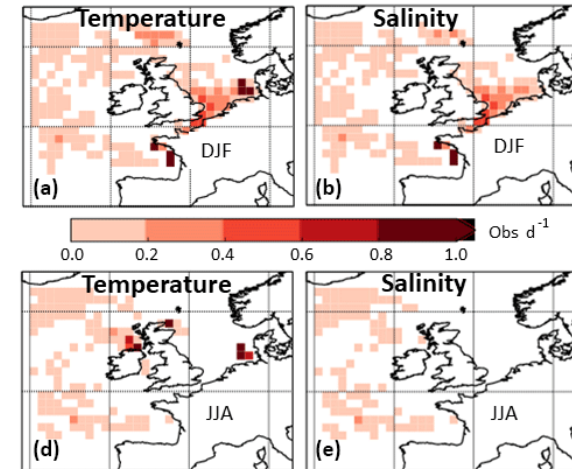 Temperature
Salinity
DJF
DJF
(a)
(b)
0.0 0.2 0.4 0.6 0.8 1.0
Obs d⁻¹
Temperature
Salinity
JJA
JJA
(d)
(e)